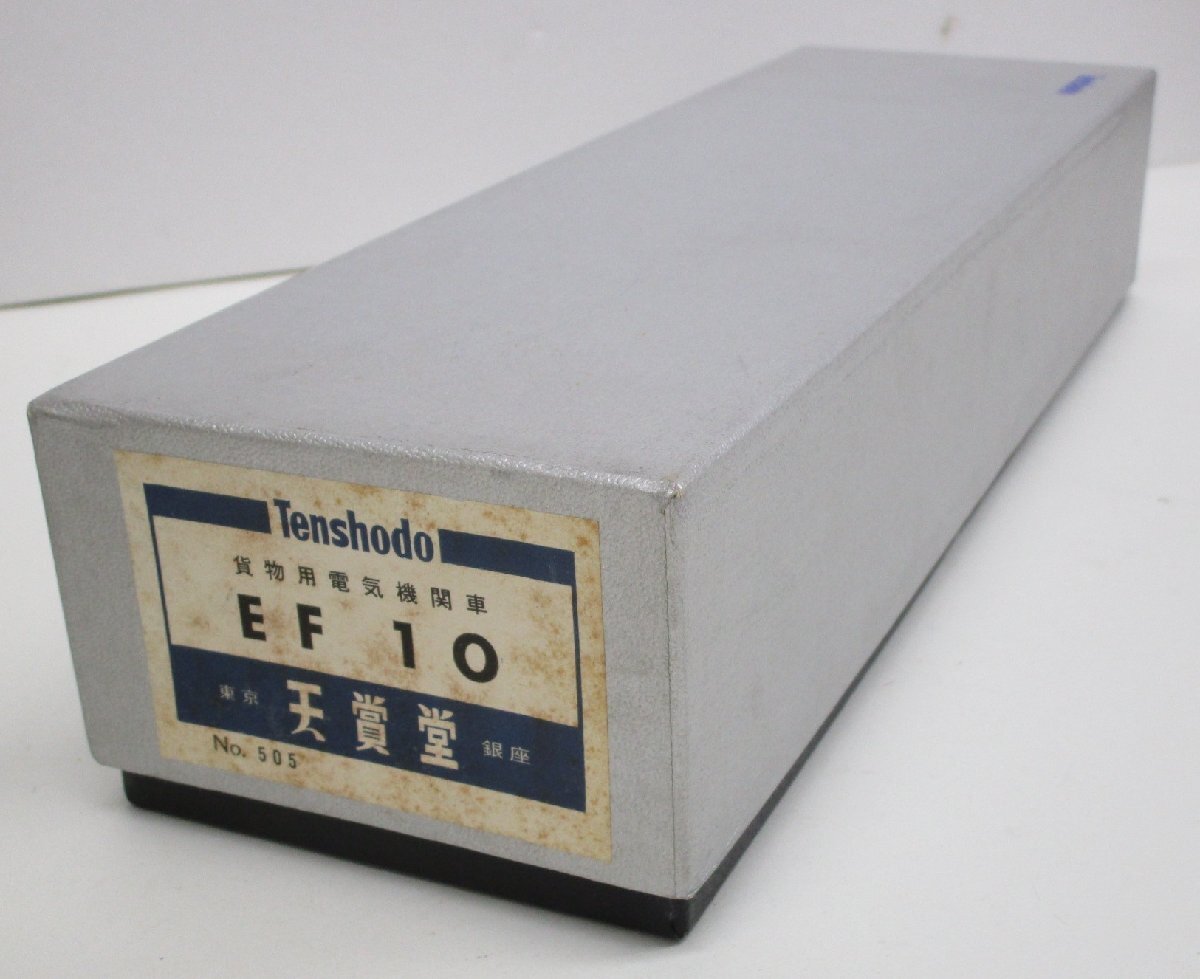 Tenshodo
貨物用電気機関車
EF 10
東京 天賞堂 銀座
No. 505